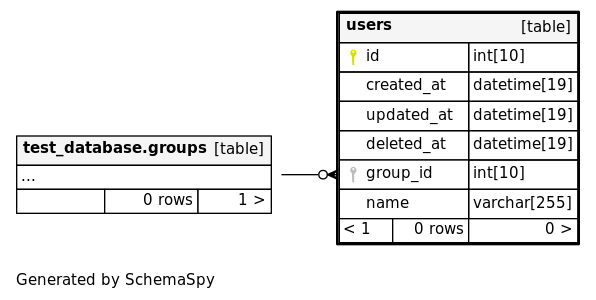 users [table]
id int[10]
created_at datetime[19]
updated_at datetime[19]
deleted_at datetime[19]
group_id int[10]
name varchar[255]
< 1 0 rows 0 >
test_database.groups [table]
...
0 rows 1 >
Generated by SchemaSpy